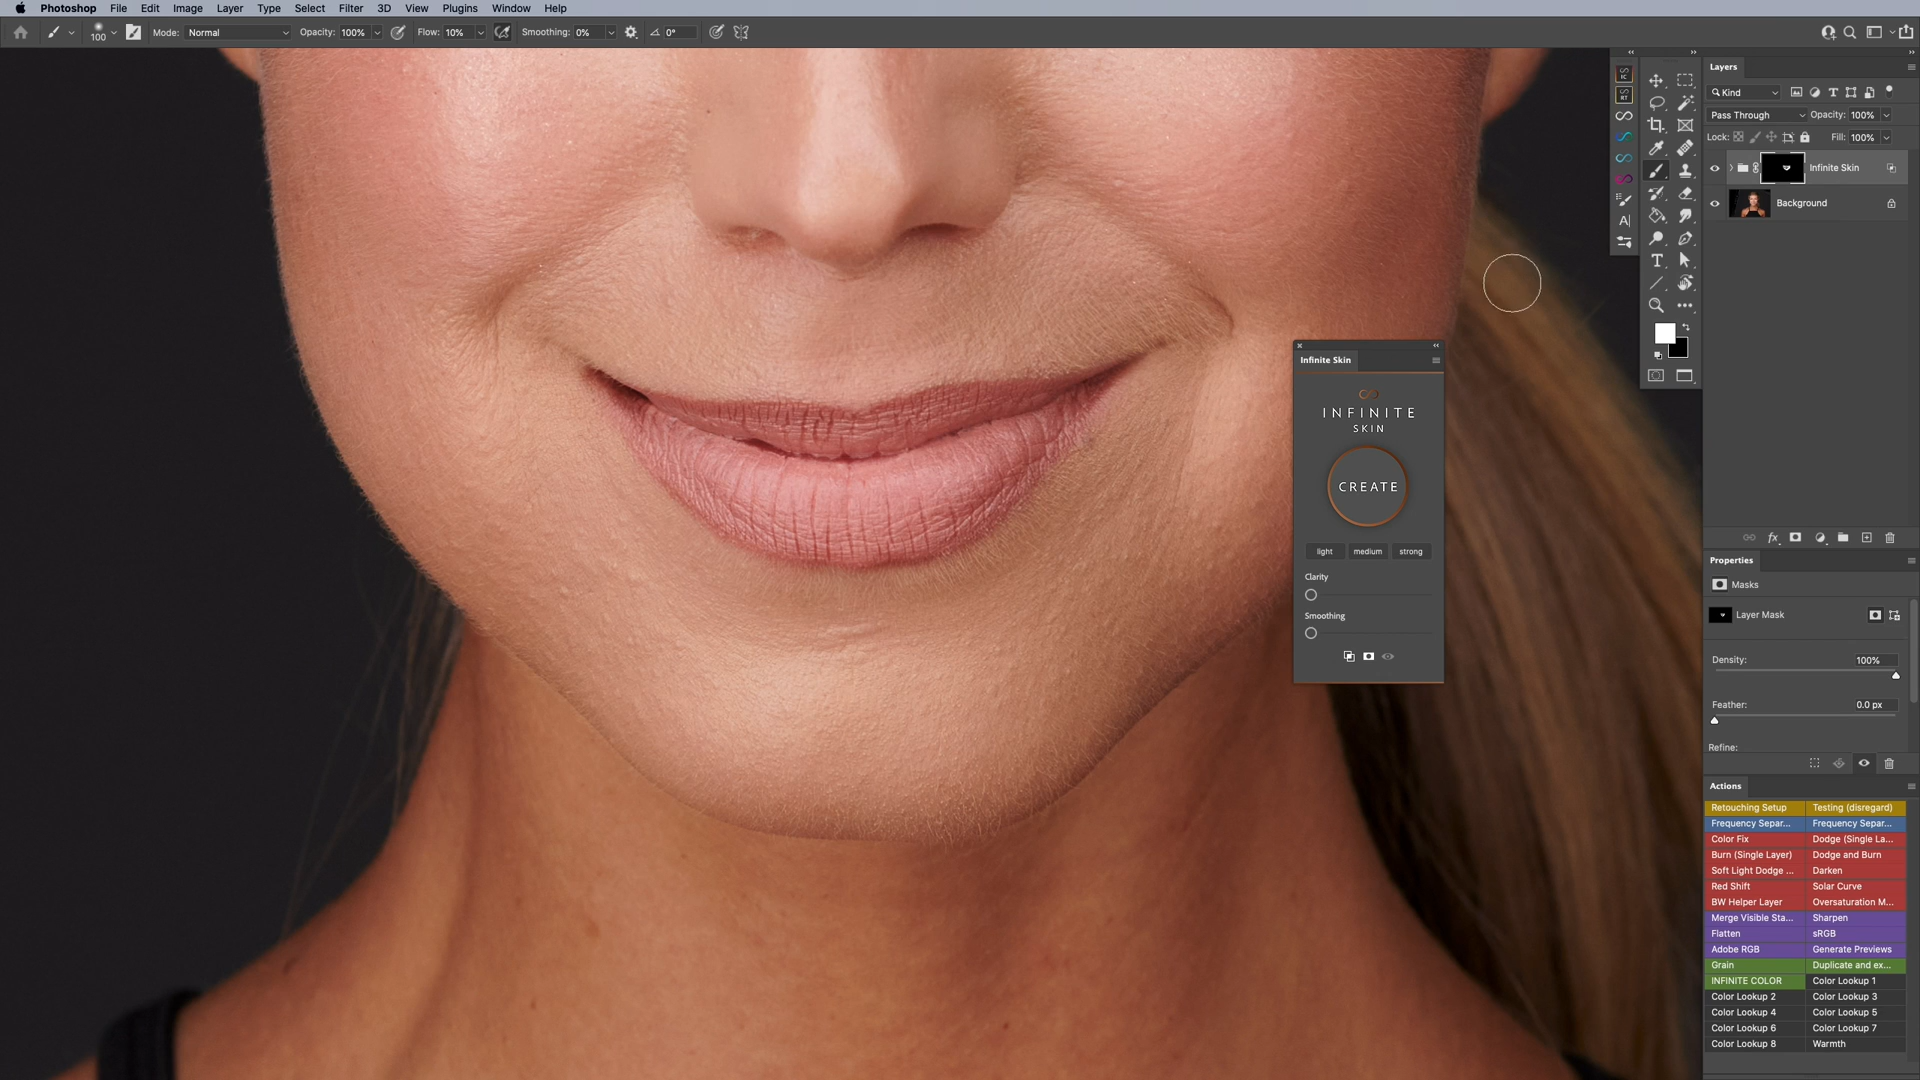 Photoshop File Edit Image Layer Type Select Filter 3D View Plugins Window Help
100 Mode: Normal Opacity: 100% Flow: 10% Smoothing: 0% 0°
Layers
Kind
Pass Through Opacity: 100%
Lock: Fill: 100%
Infinite Skin
Background
IC
RT
Infinite Skin
INFINITE
SKIN
CREATE
light medium strong
Clarity
Smoothing
Properties
Masks
Layer Mask
Density: 100%
Feather: 0.0 px
Refine:
Actions
Retouching Setup Testing (disregard)
Frequency Separ... Frequency Separ...
Color Fix Dodge (Single La...
Burn (Single Layer) Dodge and Burn
Soft Light Dodge ... Darken
Red Shift Solar Curve
BW Helper Layer Oversaturation M...
Merge Visible Sta... Sharpen
Flatten sRGB
Adobe RGB Generate Previews
Grain Duplicate and ex...
INFINITE COLOR Color Lookup 1
Color Lookup 2 Color Lookup 3
Color Lookup 4 Color Lookup 5
Color Lookup 6 Color Lookup 7
Color Lookup 8 Warmth